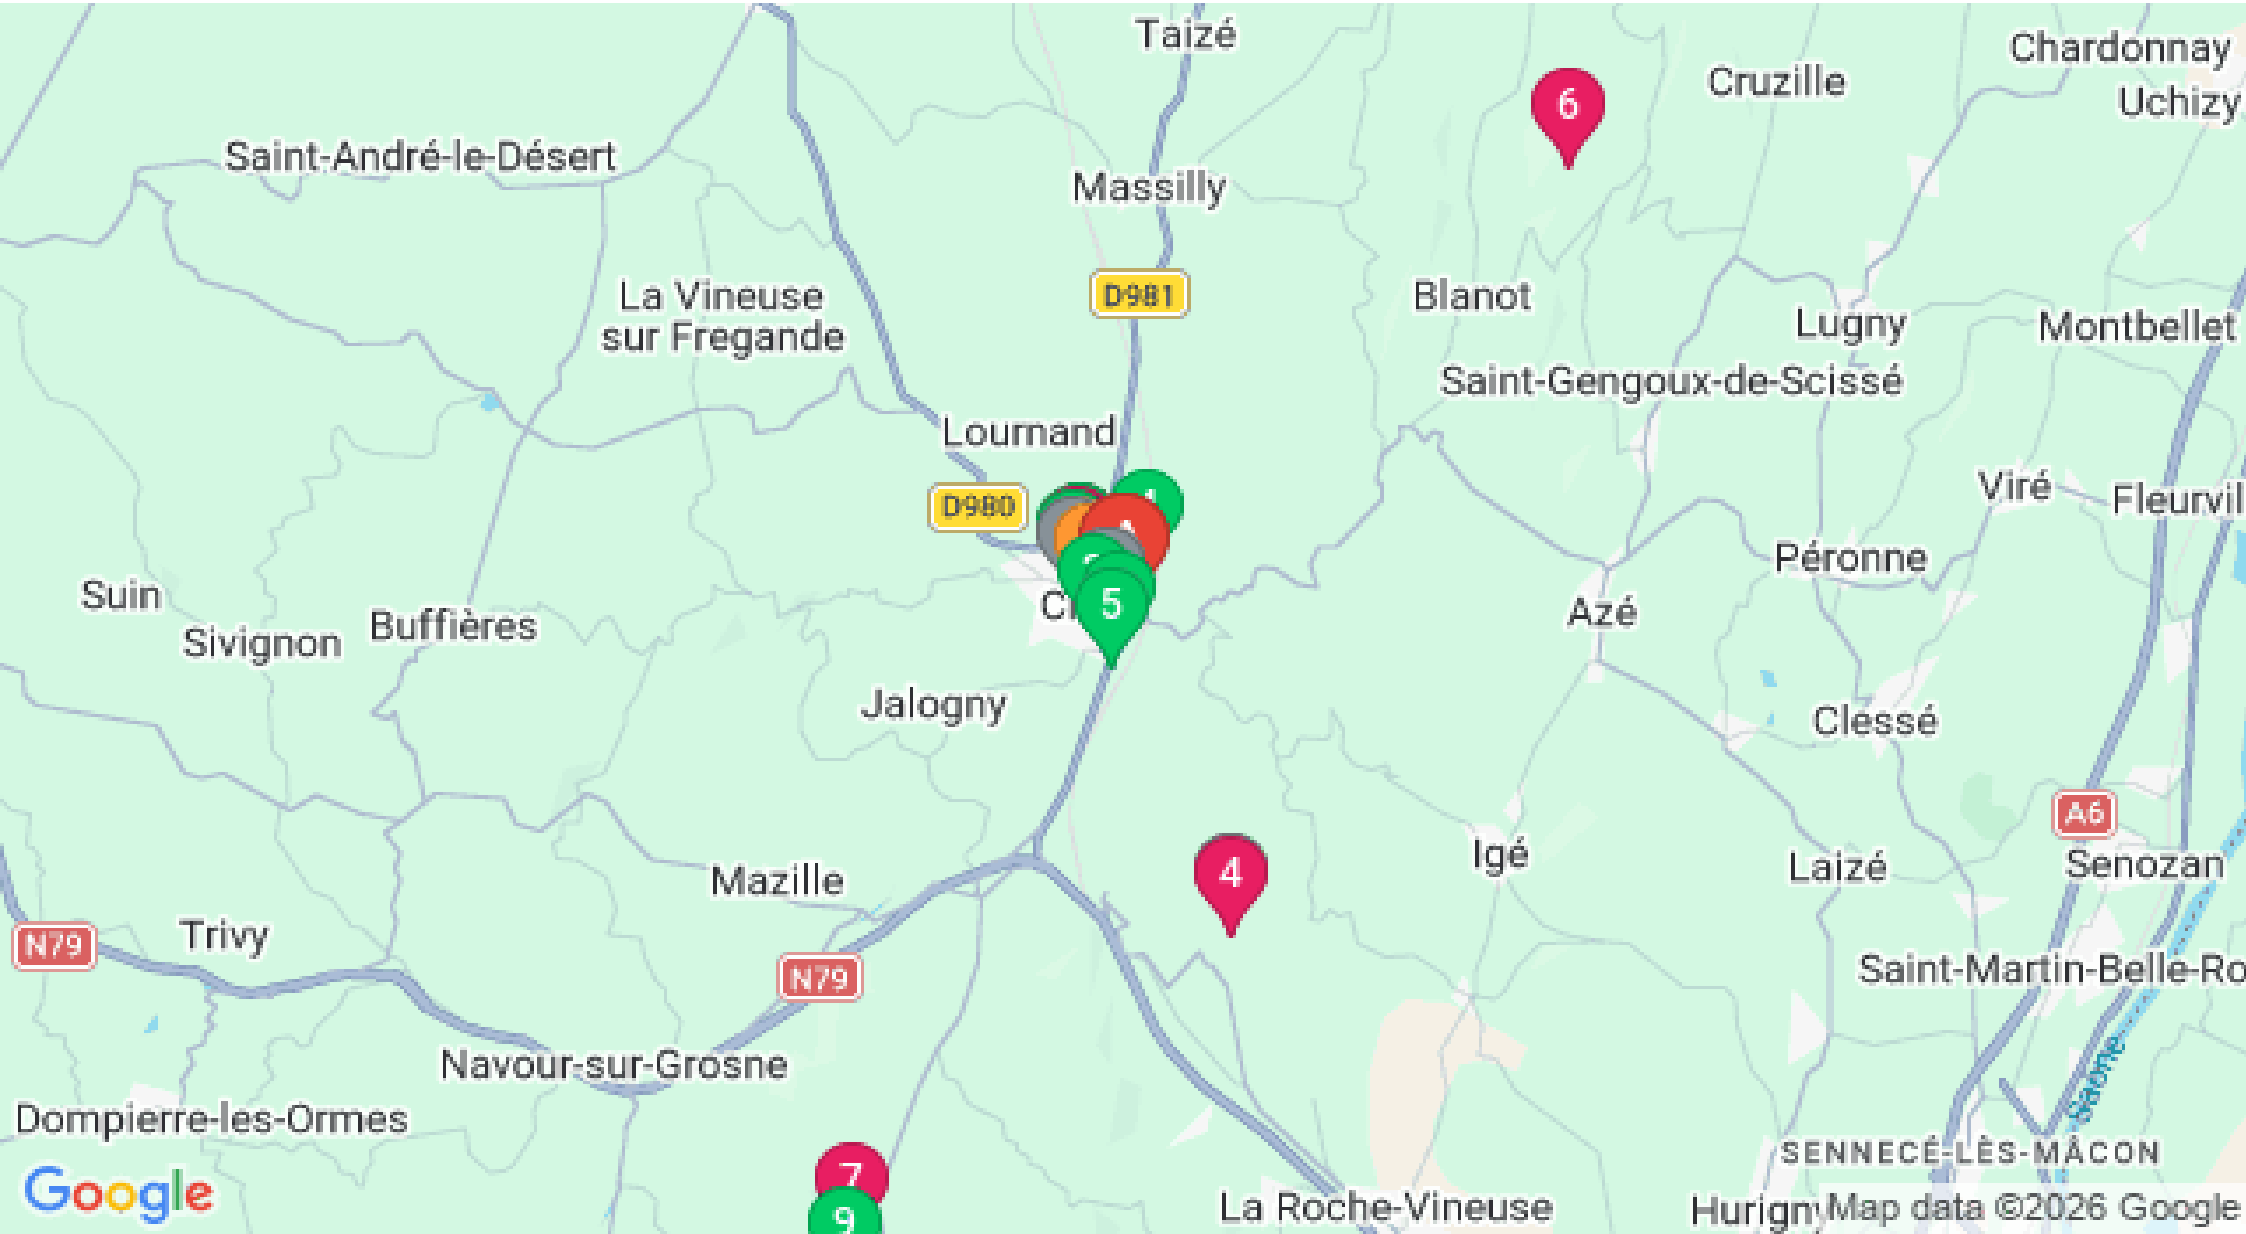 Taizé
Chardonnay
Cruzille
Uchizy
6
Saint-André-le-Désert
Massilly
La Vineuse
sur Fregande
D981
Blanot
Lugny
Montbellet
Saint-Gengoux-de-Scissé
Lournand
D980
Viré
Fleurvil
Péronne
Suin
5
Azé
Sivignon
Buffières
Jalogny
Clessé
A6
4
Igé
Mazille
Laizé
Senozan
Trivy
N79
N79
Saint-Martin-Belle-Ro
Navour-sur-Grosne
Saône
Dompierre-les-Ormes
SENNECÉ-LÈS-MÂCON
7
9
Google
La Roche-Vineuse
Hurigny
Map data ©2026 Google